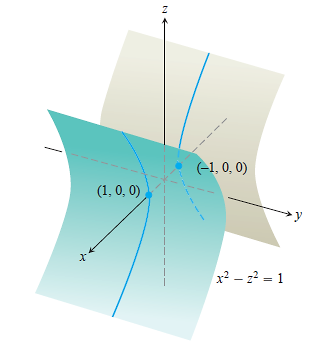 z
(–1, 0, 0)
(1, 0, 0)
y
x
x² – z² = 1